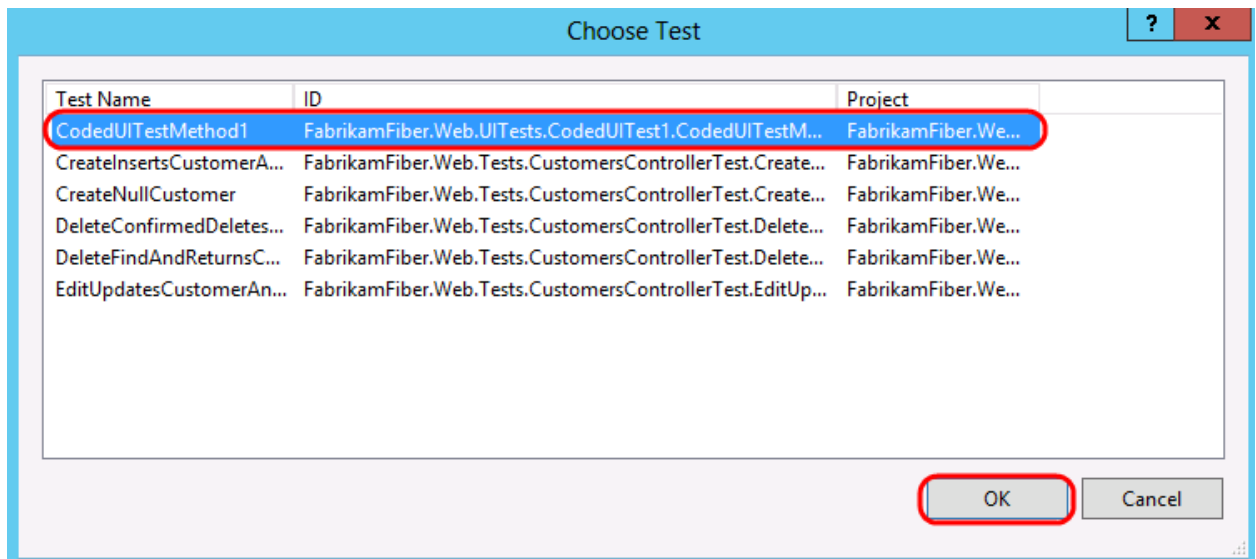 Choose Test
? x
Test Name ID Project
CodedUITestMethod1 FabrikamFiber.Web.UITests.CodedUITest1.CodedUITestM... FabrikamFiber.We...
CreateInsertsCustomerA... FabrikamFiber.Web.Tests.CustomersControllerTest.Create... FabrikamFiber.We...
CreateNullCustomer FabrikamFiber.Web.Tests.CustomersControllerTest.Create... FabrikamFiber.We...
DeleteConfirmedDeletes... FabrikamFiber.Web.Tests.CustomersControllerTest.Delete... FabrikamFiber.We...
DeleteFindAndReturnsC... FabrikamFiber.Web.Tests.CustomersControllerTest.Delete... FabrikamFiber.We...
EditUpdatesCustomerAn... FabrikamFiber.Web.Tests.CustomersControllerTest.EditUp... FabrikamFiber.We...
OK Cancel